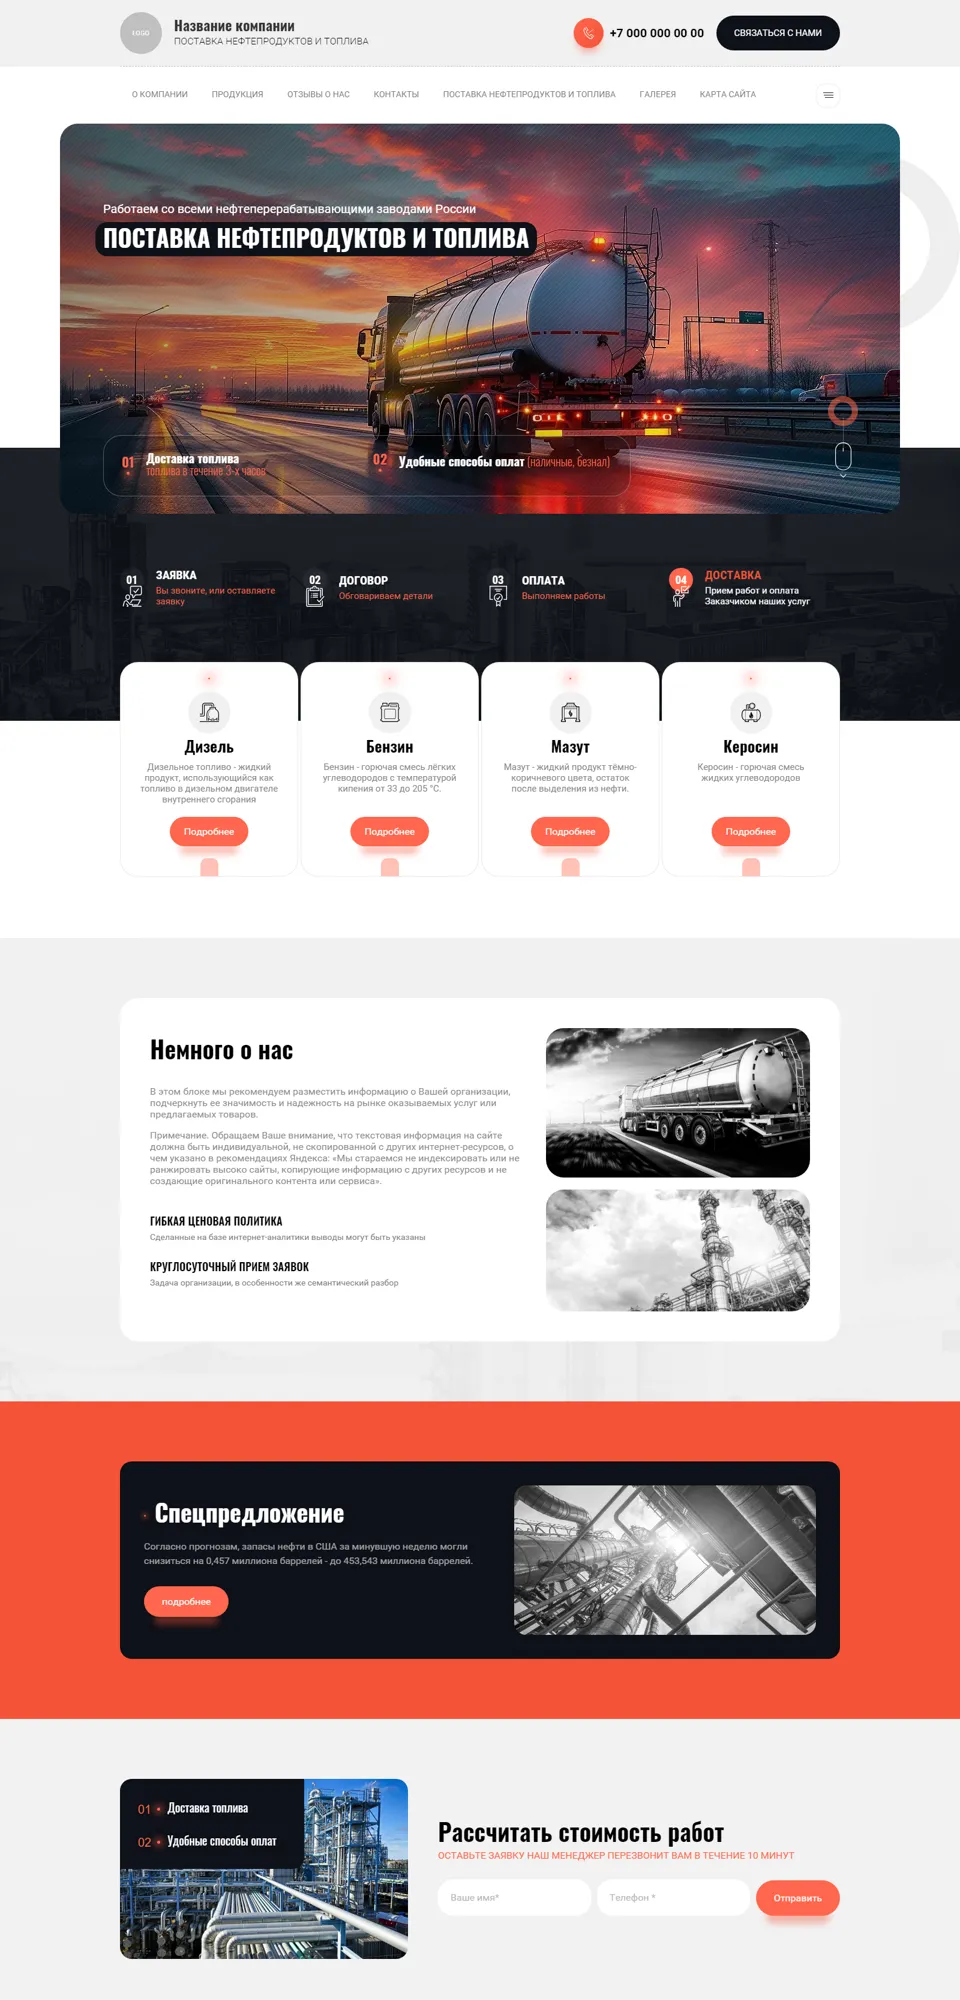 LOGO
Название компании
ПОСТАВКА НЕФТЕПРОДУКТОВ И ТОПЛИВА
+7 000 000 00 00
СВЯЗАТЬСЯ С НАМИ
О КОМПАНИИ
ПРОДУКЦИЯ
ОТЗЫВЫ О НАС
КОНТАКТЫ
ПОСТАВКА НЕФТЕПРОДУКТОВ И ТОПЛИВА
ГАЛЕРЕЯ
КАРТА САЙТА
Работаем со всеми нефтеперерабатывающими заводами России
ПОСТАВКА НЕФТЕПРОДУКТОВ И ТОПЛИВА
01
Доставка топлива
топлива в течение 3-х часов
02
Удобные способы оплат (наличные, безнал)
01
ЗАЯВКА
Вы звоните, или оставляете
заявку
02
ДОГОВОР
Обговариваем детали
03
ОПЛАТА
Выполняем работы
04
ДОСТАВКА
Прием работ и оплата
Заказчиком наших услуг
Дизель
Дизельное топливо - жидкий
продукт, использующийся как
топливо в дизельном двигателе
внутреннего сгорания
Подробнее
Бензин
Бензин - горючая смесь лёгких
углеводородов с температурой
кипения от 33 до 205 °C.
Подробнее
Мазут
Мазут - жидкий продукт тёмно-
коричневого цвета, остаток
после выделения из нефти.
Подробнее
Керосин
Керосин - горючая смесь
жидких углеводородов
Подробнее
Немного о нас
В этом блоке мы рекомендуем разместить информацию о Вашей организации,
подчеркнуть ее значимость и надежность на рынке оказываемых услуг или
предлагаемых товаров.
Примечание. Обращаем Ваше внимание, что текстовая информация на сайте
должна быть индивидуальной, не скопированной с других интернет-ресурсов, о
чем указано в рекомендациях Яндекса: «Мы стараемся не индексировать или не
ранжировать высоко сайты, копирующие информацию с других ресурсов и не
создающие оригинального контента или сервиса».
ГИБКАЯ ЦЕНОВАЯ ПОЛИТИКА
Сделанные на базе интернет-аналитики выводы могут быть указаны
КРУГЛОСУТОЧНЫЙ ПРИЕМ ЗАЯВОК
Задача организации, в особенности же семантический разбор
Спецпредложение
Согласно прогнозам, запасы нефти в США за минувшую неделю могли
снизиться на 0,457 миллиона баррелей - до 453,543 миллиона баррелей.
подробнее
01
Доставка топлива
02
Удобные способы оплат
Рассчитать стоимость работ
ОСТАВЬТЕ ЗАЯВКУ НАШ МЕНЕДЖЕР ПЕРЕЗВОНИТ ВАМ В ТЕЧЕНИЕ 10 МИНУТ
Ваше имя*
Телефон *
Отправить